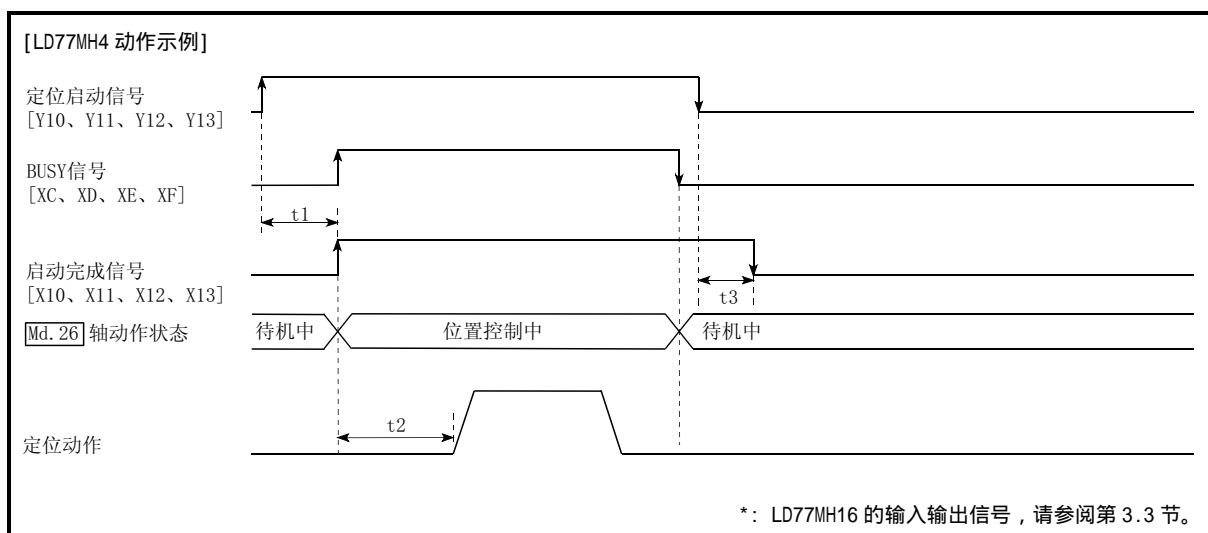 [LD77MH4 动作示例]
定位启动信号
[Y10、Y11、Y12、Y13]
BUSY信号
[XC、XD、XE、XF]
t1
启动完成信号
[X10、X11、X12、X13]
t3
Md.26 轴动作状态
待机中
位置控制中
待机中
t2
定位动作
*: LD77MH16 的输入输出信号，请参阅第 3.3 节。